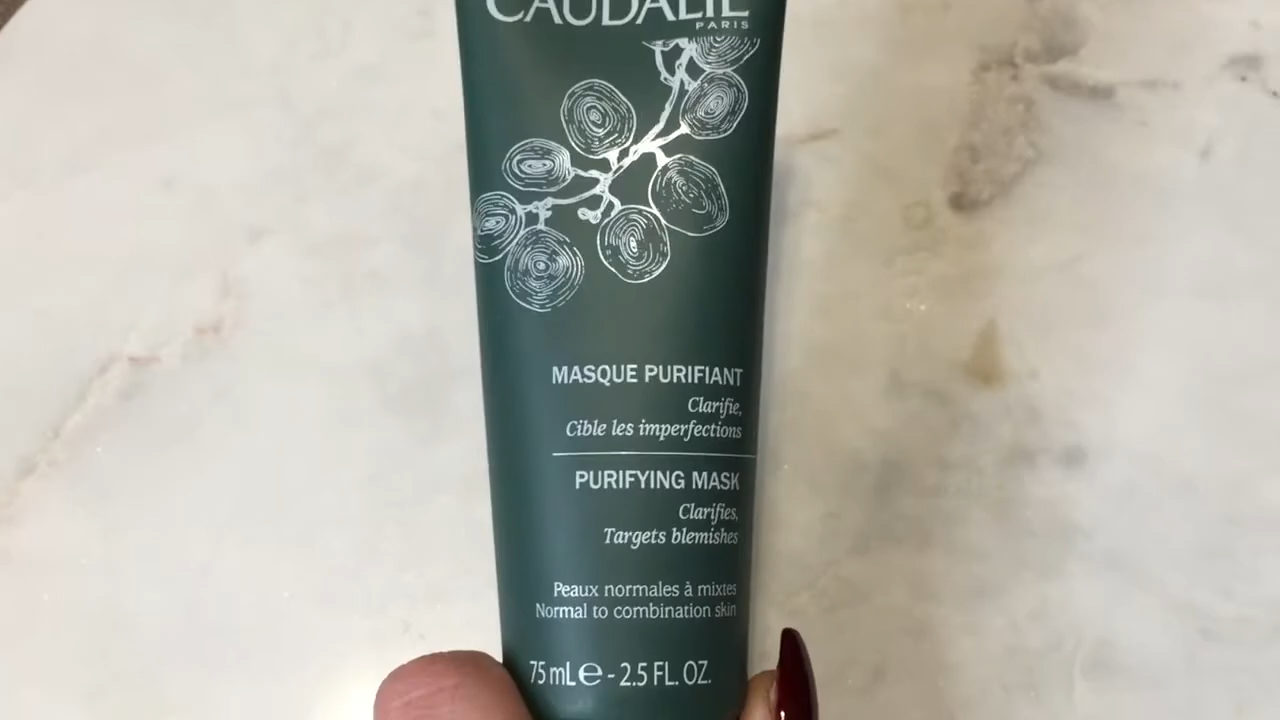 CAUDALIE
PARIS
MASQUE PURIFIANT
Clarifie,
Cible les imperfections
PURIFYING MASK
Clarifies,
Targets blemishes
Peaux normales à mixtes
Normal to combination skin
75 mL e - 2.5 FL. OZ.